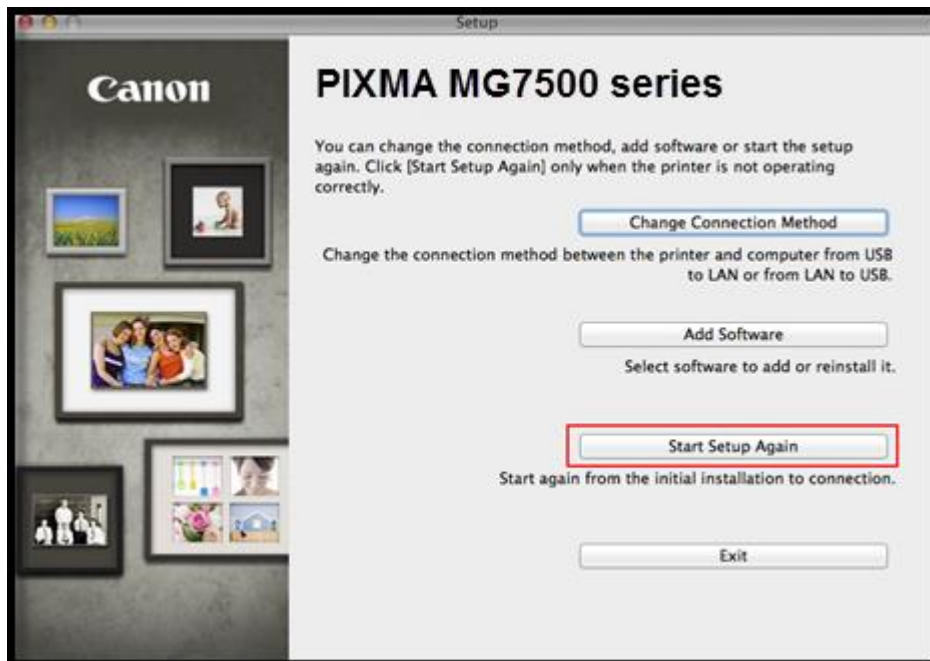 Setup
Canon
PIXMA MG7500 series
You can change the connection method, add software or start the setup
again. Click [Start Setup Again] only when the printer is not operating
correctly.
Change Connection Method
Change the connection method between the printer and computer from USB
to LAN or from LAN to USB.
Add Software
Select software to add or reinstall it.
Start Setup Again
Start again from the initial installation to connection.
Exit